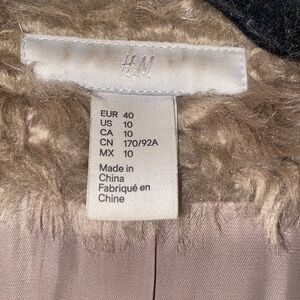 H&M
EUR 40
US 10
CA 10
CN 170/92A
MX 10
Made in
China
Fabriqué en
Chine